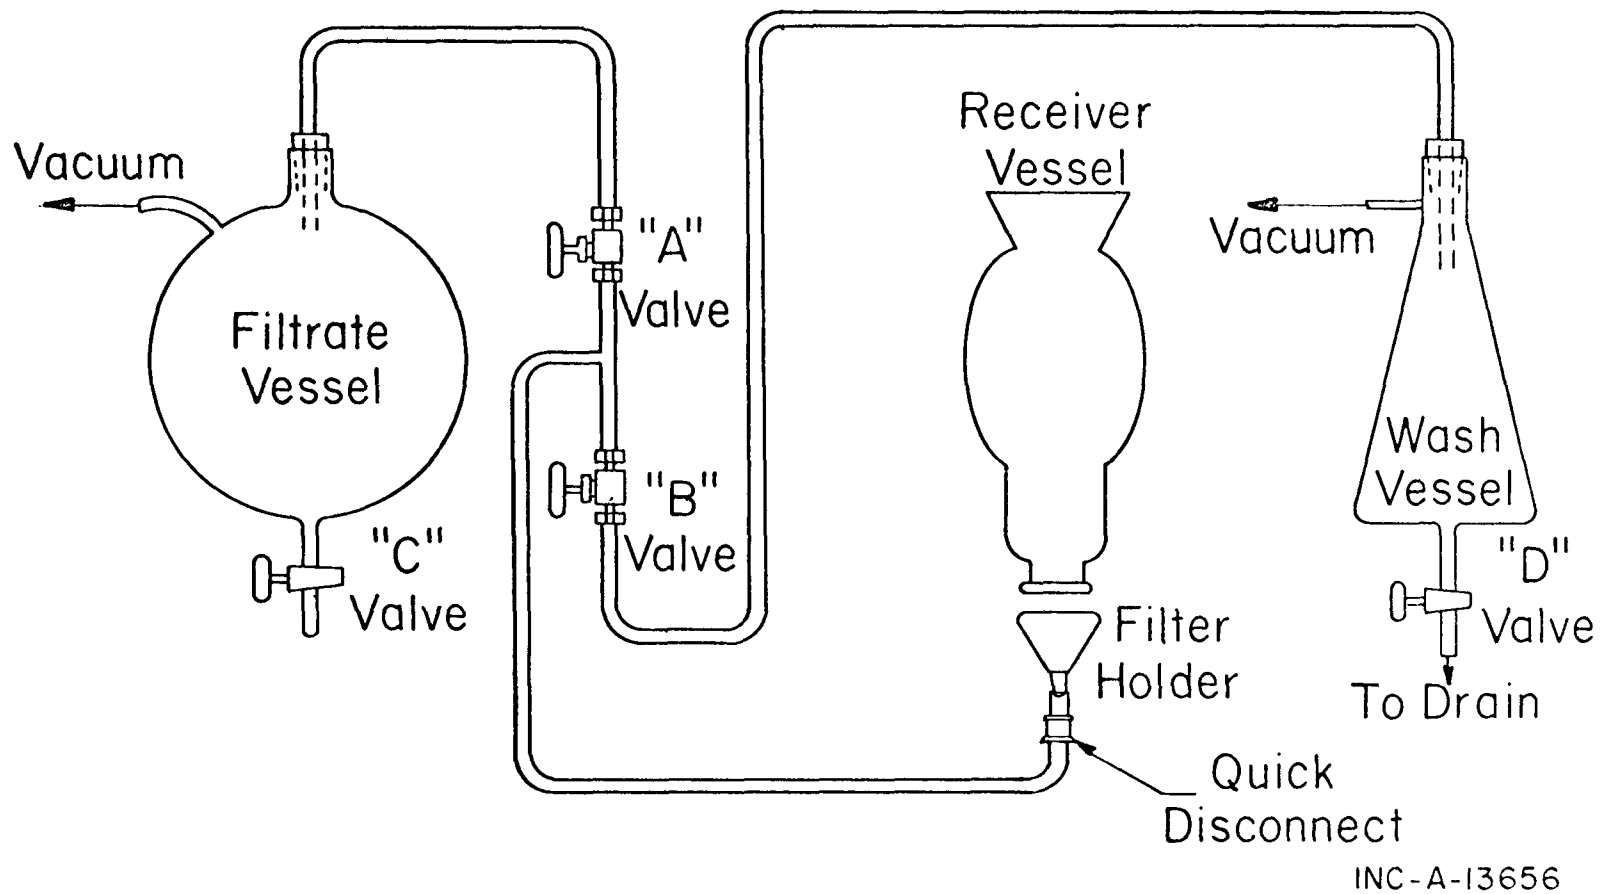 Vacuum
Filtrate
Vessel
"A"
Valve
"B"
Valve
"C"
Valve
Receiver
Vessel
Filter
Holder
Quick
Disconnect
Vacuum
Wash
Vessel
"D"
Valve
To Drain
INC-A-13656